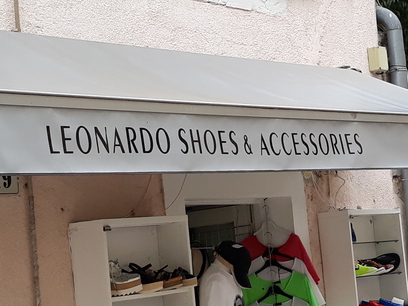 LEONARDO SHOES & ACCESSORIES